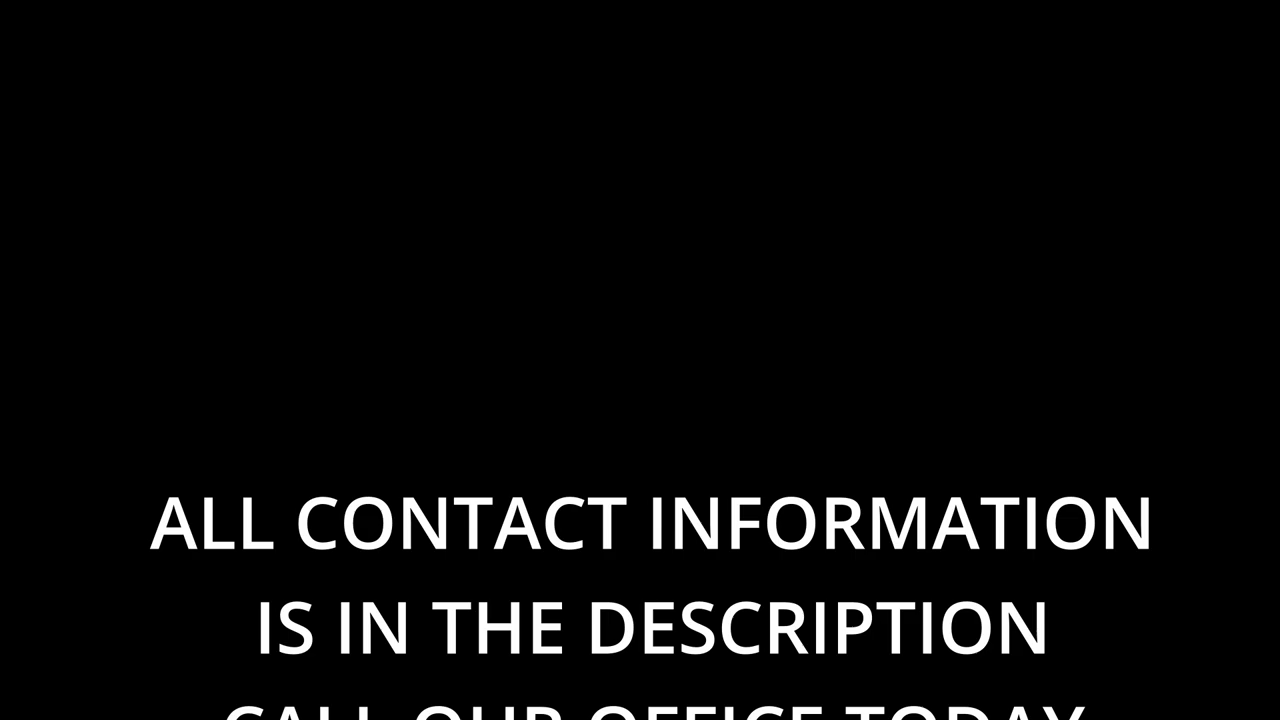 ALL CONTACT INFORMATION
IS IN THE DESCRIPTION
CALL OUR OFFICE TODAY